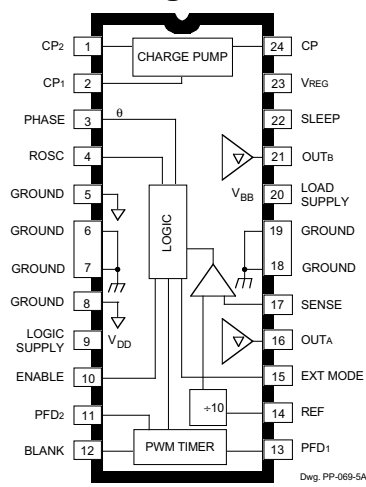 CP2 1 CHARGE PUMP 24 CP
CP1 2 23 VREG
PHASE 3 θ 22 SLEEP
ROSC 4 21 OUTB
GROUND 5 VBB 20 LOAD
SUPPLY
GROUND 6 19 GROUND
LOGIC
GROUND 7 18 GROUND
GROUND 8 17 SENSE
LOGIC
SUPPLY 9 VDD 16 OUTA
ENABLE 10 15 EXT MODE
PFD2 11 ÷10 14 REF
BLANK 12 PWM TIMER 13 PFD1
Dwg. PP-069-5A